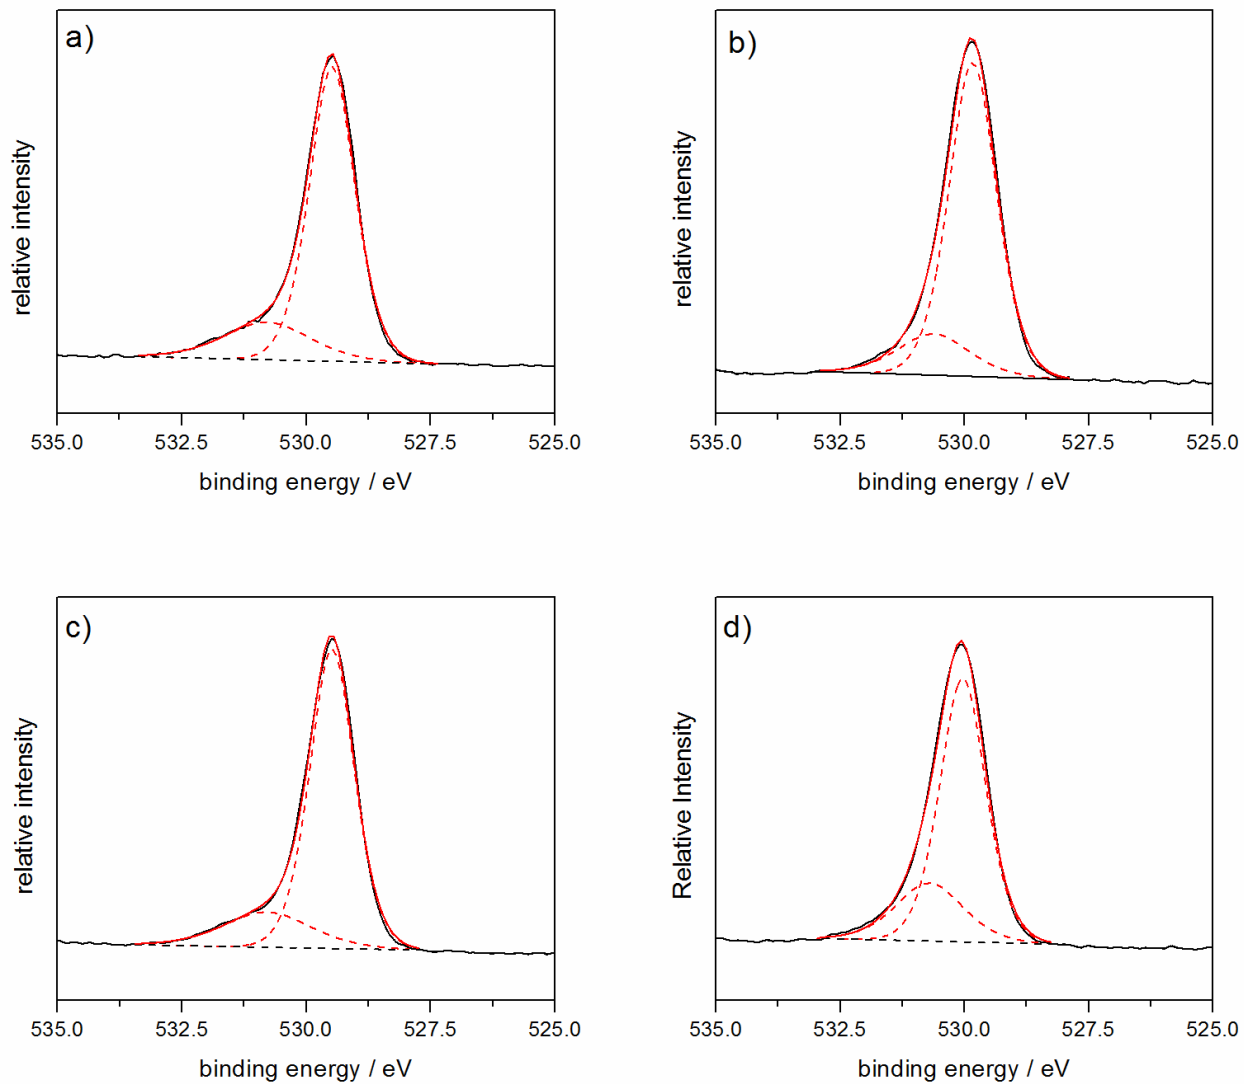 a)
relative intensity
535.0 532.5 530.0 527.5 525.0
binding energy / eV
b)
relative intensity
535.0 532.5 530.0 527.5 525.0
binding energy / eV
c)
relative intensity
535.0 532.5 530.0 527.5 525.0
binding energy / eV
d)
Relative Intensity
535.0 532.5 530.0 527.5 525.0
binding energy / eV